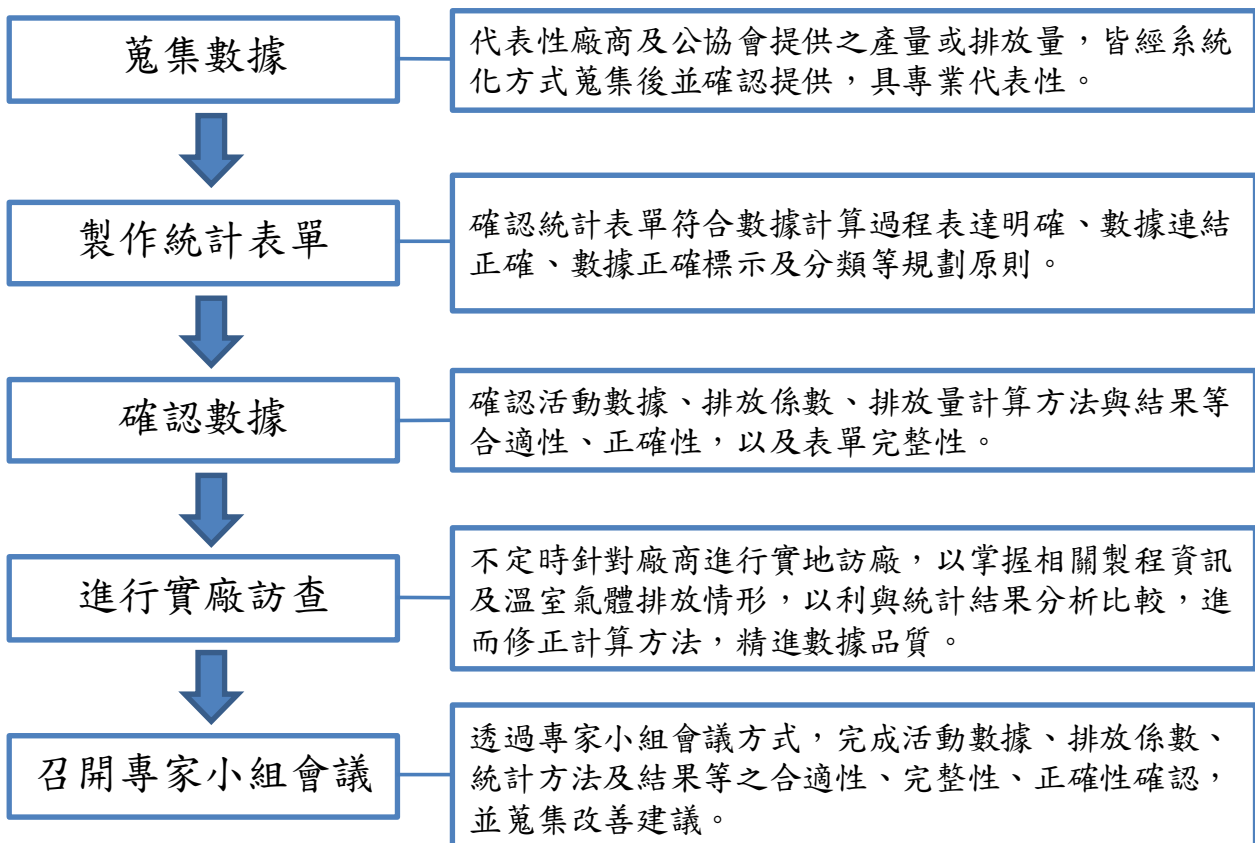 蒐集數據
代表性廠商及公協會提供之產量或排放量，皆經系統
化方式蒐集後並確認提供，具專業代表性。
製作統計表單
確認統計表單符合數據計算過程表達明確、數據連結
正確、數據正確標示及分類等規劃原則。
確認數據
確認活動數據、排放係數、排放量計算方法與結果等
合適性、正確性，以及表單完整性。
進行實廠訪查
不定時針對廠商進行實地訪廠，以掌握相關製程資訊
及溫室氣體排放情形，以利與統計結果分析比較，進
而修正計算方法，精進數據品質。
召開專家小組會議
透過專家小組會議方式，完成活動數據、排放係數、
統計方法及結果等之合適性、完整性、正確性確認，
並蒐集改善建議。